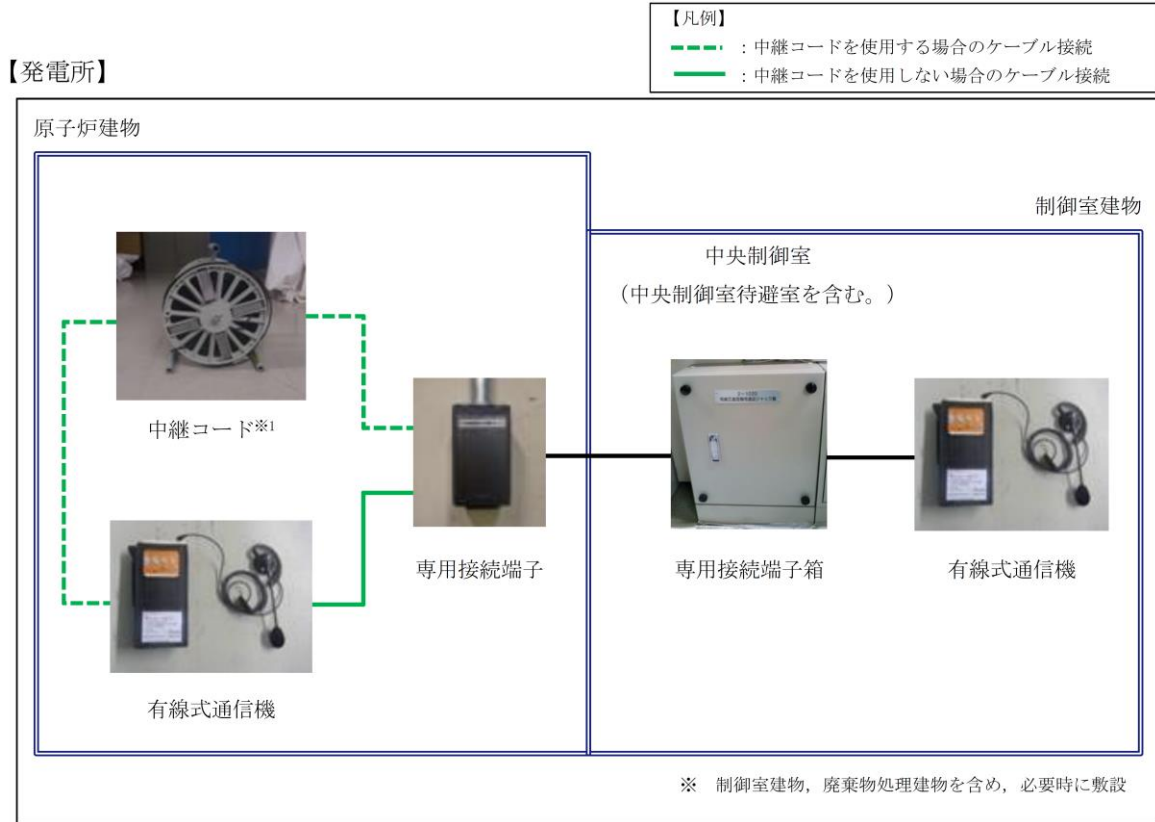 【凡例】
：中継コードを使用する場合のケーブル接続
：中継コードを使用しない場合のケーブル接続
【発電所】
原子炉建物
制御室建物
中央制御室
（中央制御室待避室を含む。）
中継コード※1
専用接続端子
専用接続端子箱
有線式通信機
有線式通信機
※　制御室建物，廃棄物処理建物を含め，必要時に敷設